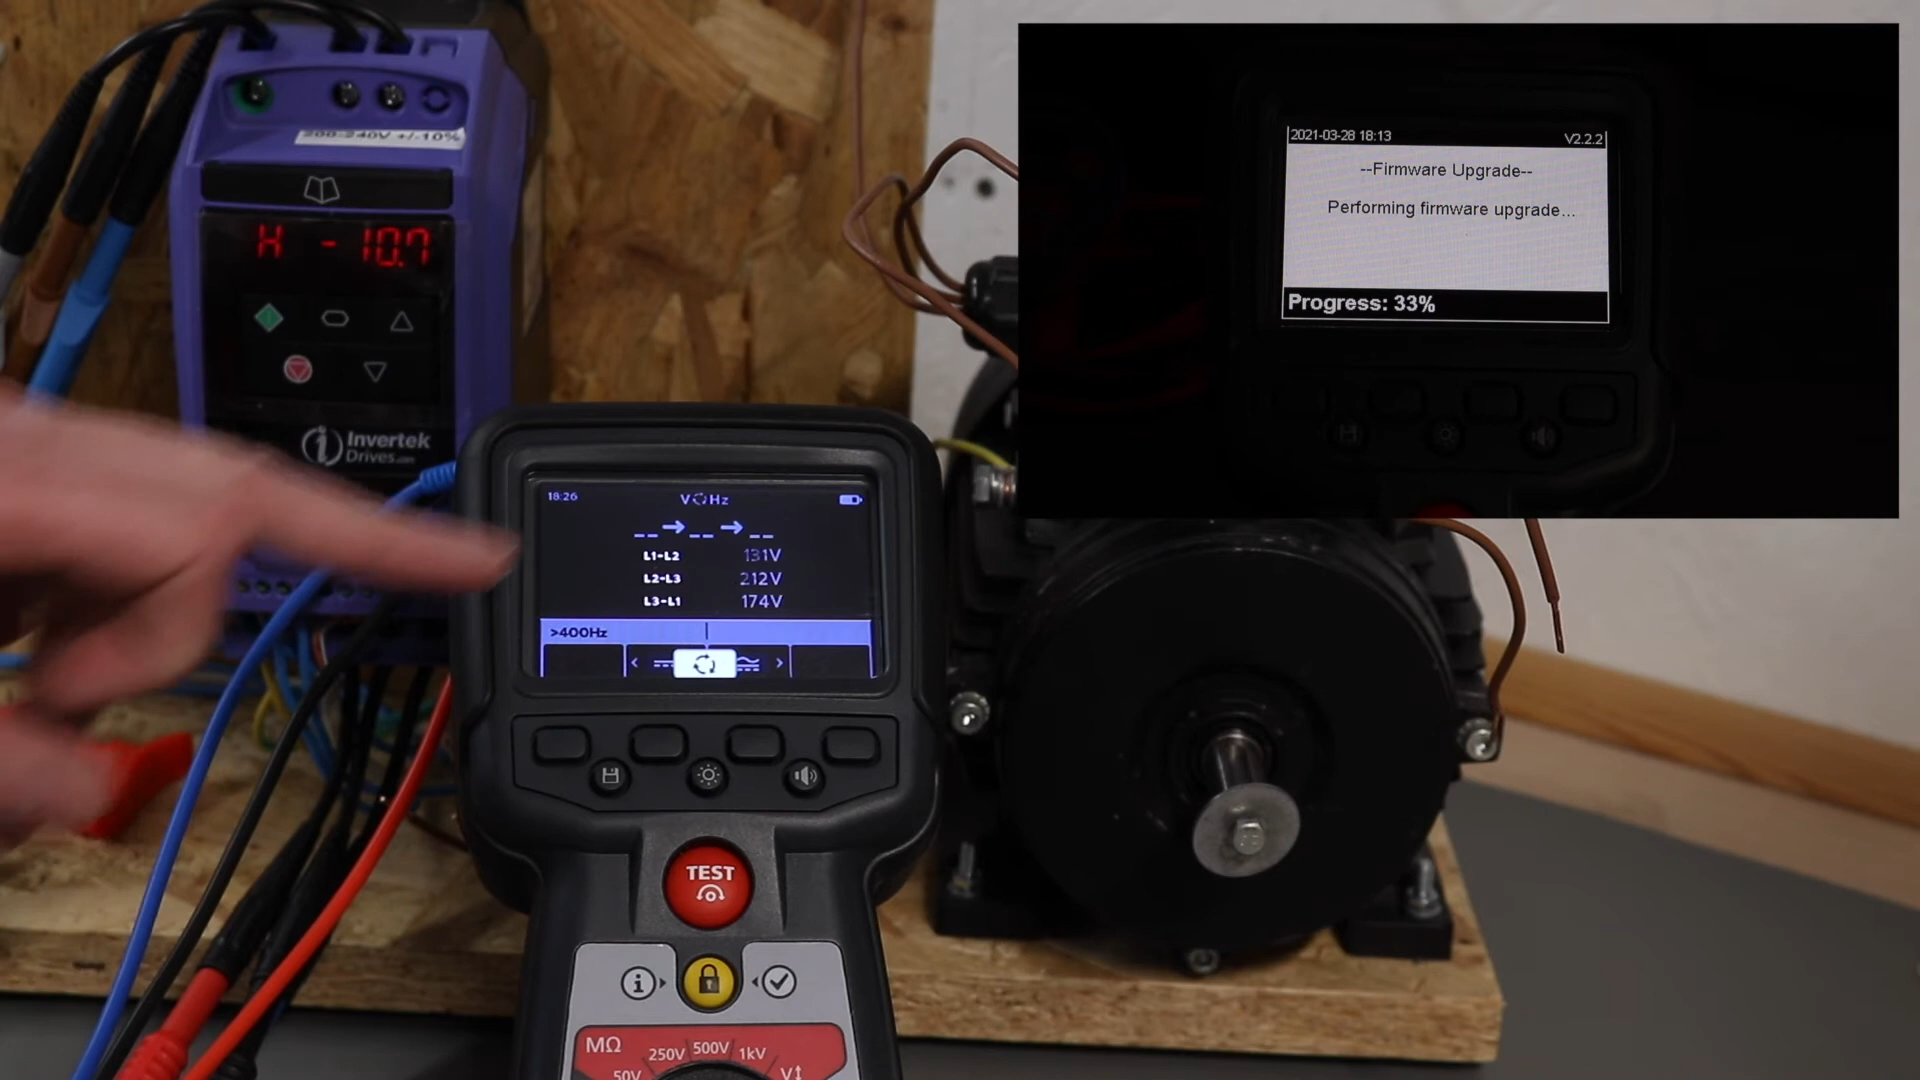 200-240V +/-10%
H -10.7
Invertek
Drives.com
2021-03-28 18:13 V2.2.2
--Firmware Upgrade--
Performing firmware upgrade...
Progress: 33%
18:26 V Hz
L1-L2 131V
L2-L3 212V
L3-L1 174V
>400Hz
TEST
MΩ
50V 250V 500V 1kV
V